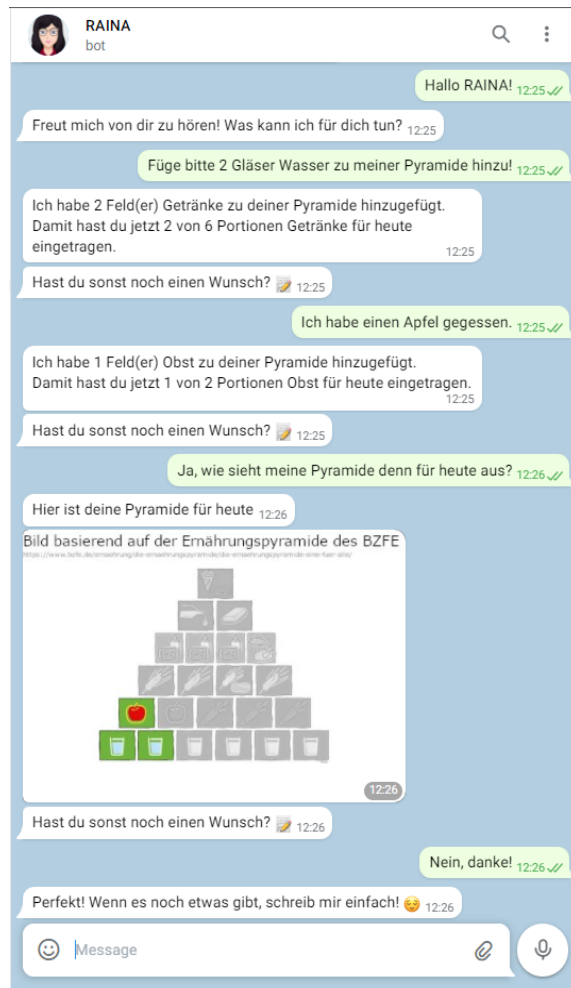 RAINA
bot
Hallo RAINA! 12:25
Freut mich von dir zu hören! Was kann ich für dich tun? 12:25
Füge bitte 2 Gläser Wasser zu meiner Pyramide hinzu! 12:25
Ich habe 2 Feld(er) Getränke zu deiner Pyramide hinzugefügt.
Damit hast du jetzt 2 von 6 Portionen Getränke für heute
eingetragen. 12:25
Hast du sonst noch einen Wunsch? 📝 12:25
Ich habe einen Apfel gegessen. 12:25
Ich habe 1 Feld(er) Obst zu deiner Pyramide hinzugefügt.
Damit hast du jetzt 1 von 2 Portionen Obst für heute eingetragen.
12:25
Hast du sonst noch einen Wunsch? 📝 12:25
Ja, wie sieht meine Pyramide denn für heute aus? 12:26
Hier ist deine Pyramide für heute 12:26
Bild basierend auf der Ernährungspyramide des BZFE
12:26
Hast du sonst noch einen Wunsch? 📝 12:26
Nein, danke! 12:26
Perfekt! Wenn es noch etwas gibt, schreib mir einfach! 😌 12:26
Message